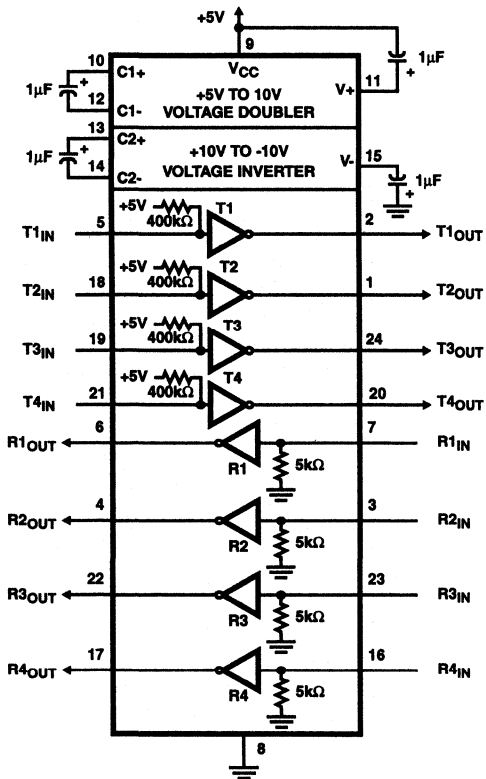 +5V
9
VCC
10
C1+
1µF
+
12
C1-
+5V TO 10V
VOLTAGE DOUBLER
V+
11
+
1µF
13
C2+
1µF
+
14
C2-
+10V TO -10V
VOLTAGE INVERTER
V-
15
+
1µF
T1IN
5
+5V
400kΩ
T1
2
T1OUT
T2IN
18
+5V
400kΩ
T2
1
T2OUT
T3IN
19
+5V
400kΩ
T3
24
T3OUT
T4IN
21
+5V
400kΩ
T4
20
T4OUT
R1OUT
6
R1
5kΩ
7
R1IN
R2OUT
4
R2
5kΩ
3
R2IN
R3OUT
22
R3
5kΩ
23
R3IN
R4OUT
17
R4
5kΩ
16
R4IN
8